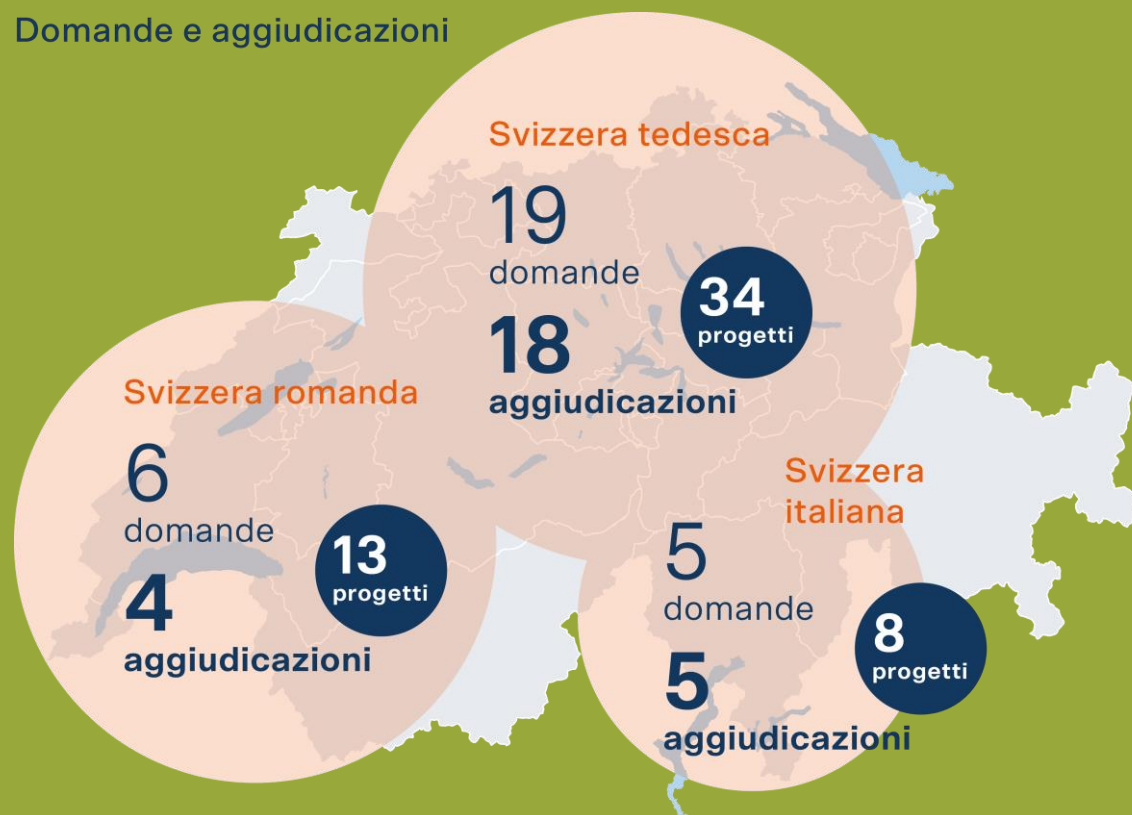 Domande e aggiudicazioni
Svizzera tedesca
19
domande
18
aggiudicazioni
34
progetti
Svizzera romanda
6
domande
4
aggiudicazioni
13
progetti
Svizzera
italiana
5
domande
5
aggiudicazioni
8
progetti